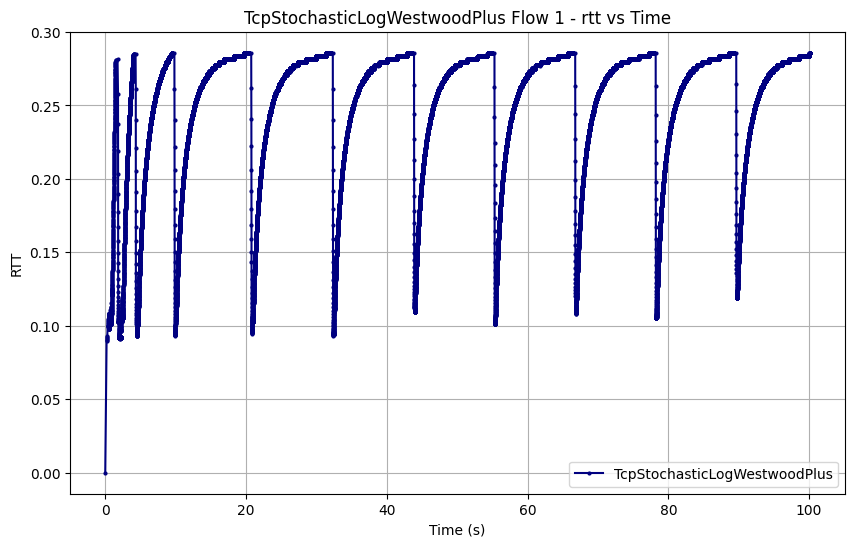 TcpStochasticLogWestwoodPlus Flow 1 - rtt vs Time
0.30
0.25
0.20
0.15
0.10
0.05
0.00
RTT
TcpStochasticLogWestwoodPlus
0 20 40 60 80 100
Time (s)